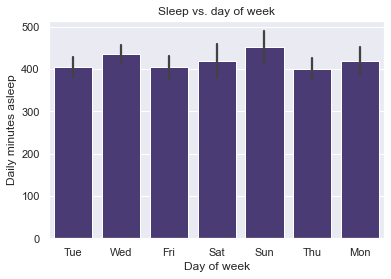 Sleep vs. day of week
500
400
300
200
100
0
Daily minutes asleep
Tue Wed Fri Sat Sun Thu Mon
Day of week